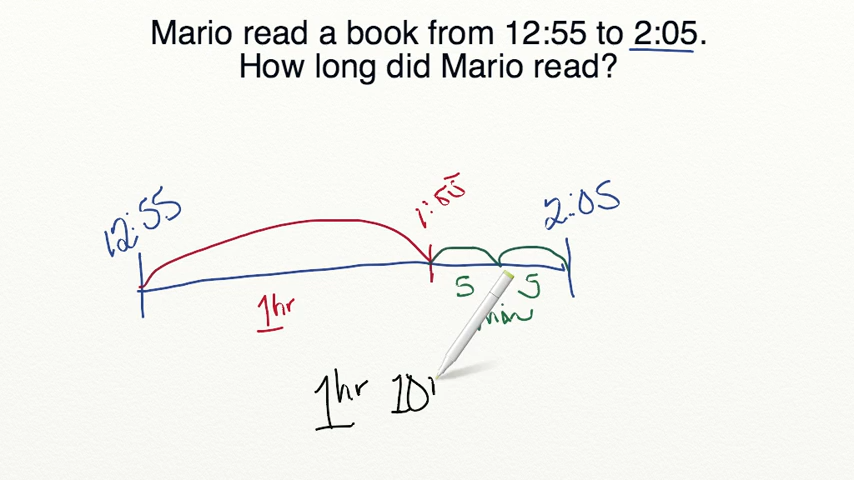 Mario read a book from 12:55 to 2:05.
How long did Mario read?
12:55
1:55
2:05
1hr
5 5
min
1hr 10